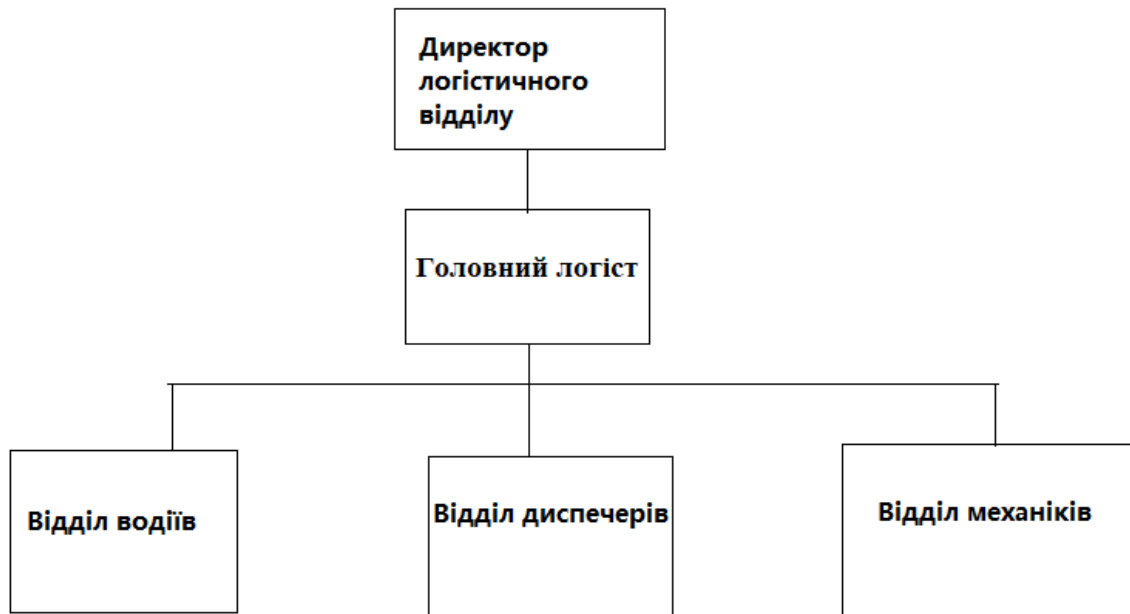 Директор
логістичного
відділу
Головний логіст
Відділ водіїв
Відділ диспечерів
Відділ механіків